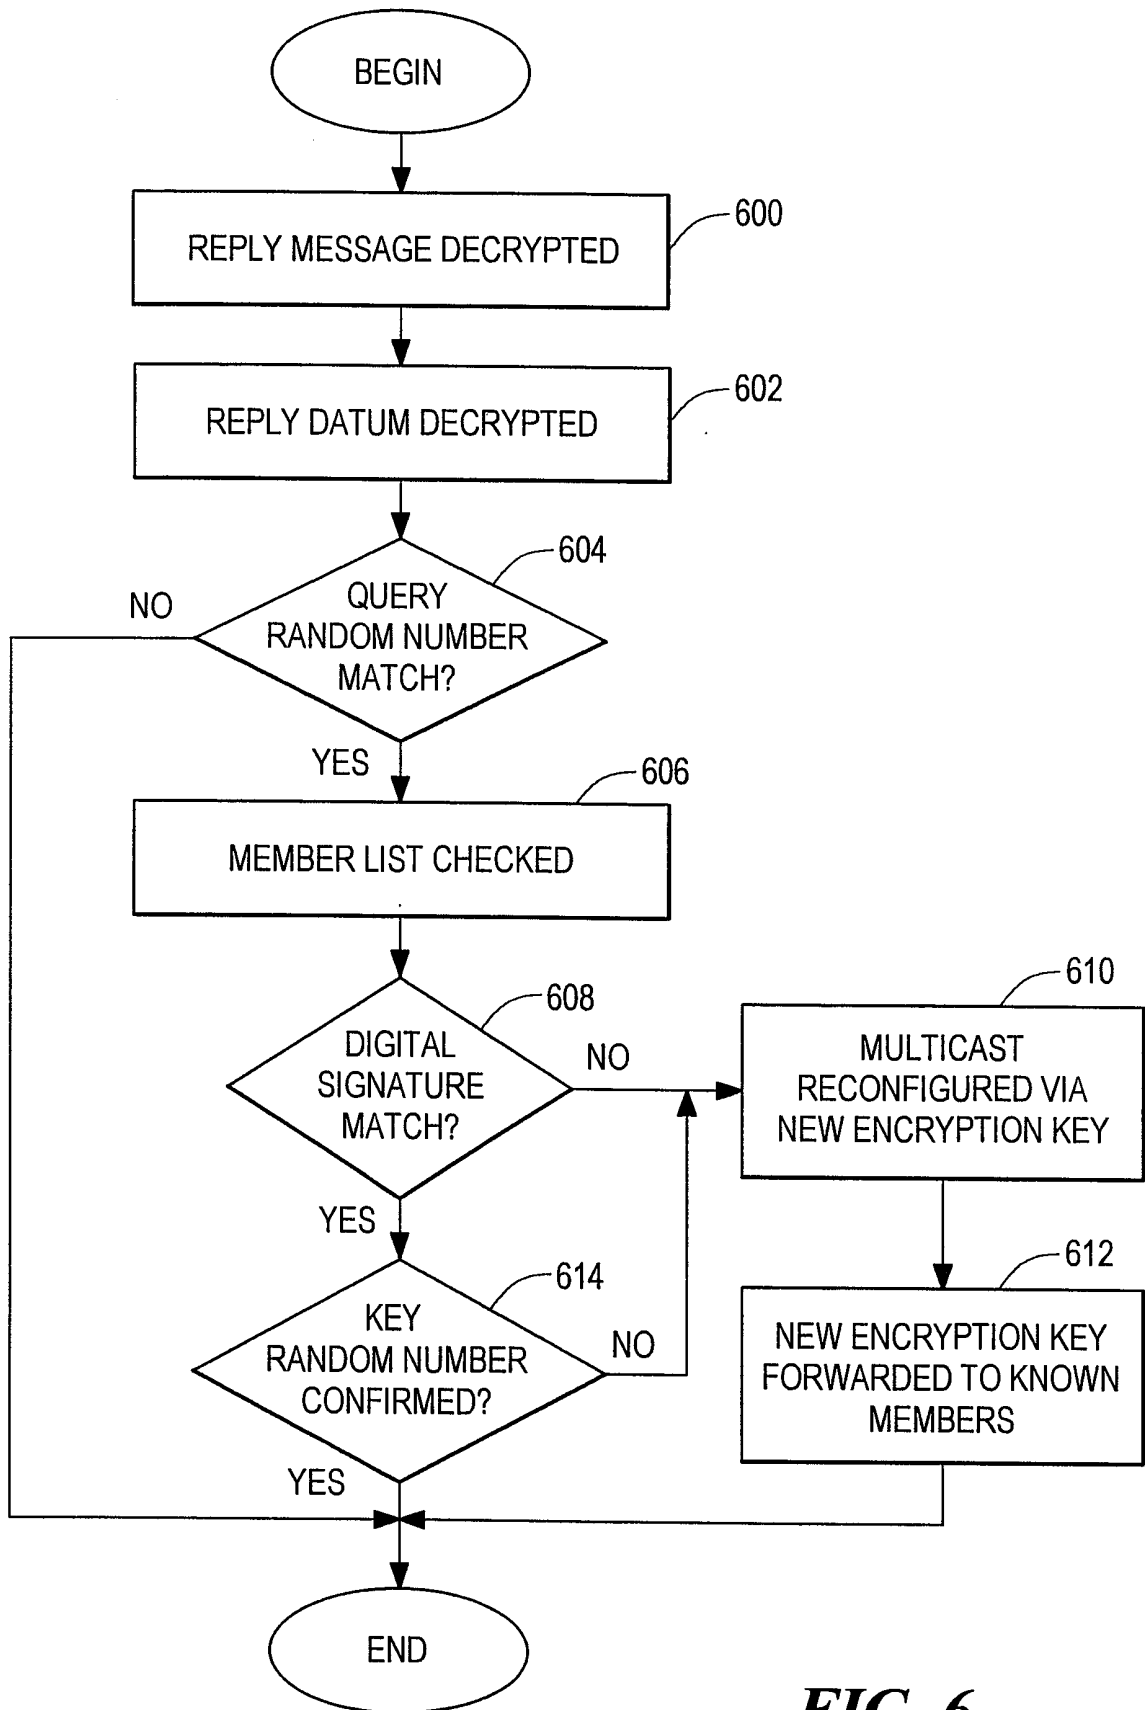 BEGIN
600
REPLY MESSAGE DECRYPTED
602
REPLY DATUM DECRYPTED
604
NO
QUERY
RANDOM NUMBER
MATCH?
YES
606
MEMBER LIST CHECKED
608
DIGITAL
SIGNATURE
MATCH?
NO
610
MULTICAST
RECONFIGURED VIA
NEW ENCRYPTION KEY
YES
614
KEY
RANDOM NUMBER
CONFIRMED?
NO
612
NEW ENCRYPTION KEY
FORWARDED TO KNOWN
MEMBERS
YES
END
FIG. 6